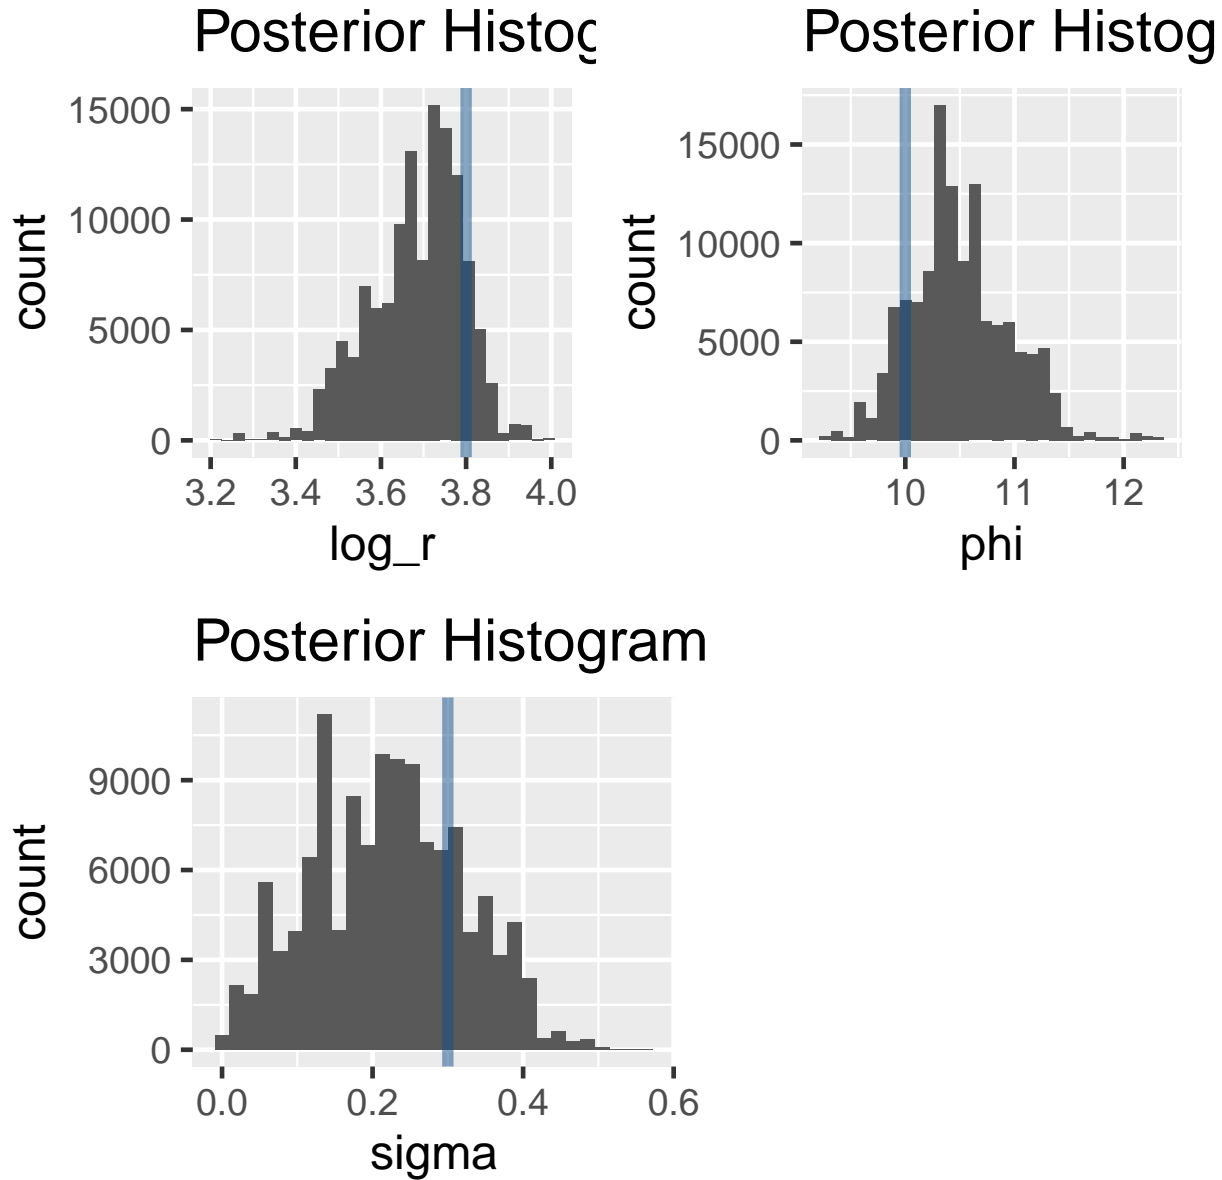 Posterior Histog
15000
10000
5000
0
count
3.2 3.4 3.6 3.8 4.0
log_r
Posterior Histog
15000
10000
5000
0
count
10 11 12
phi
Posterior Histogram
9000
6000
3000
0
count
0.0 0.2 0.4 0.6
sigma